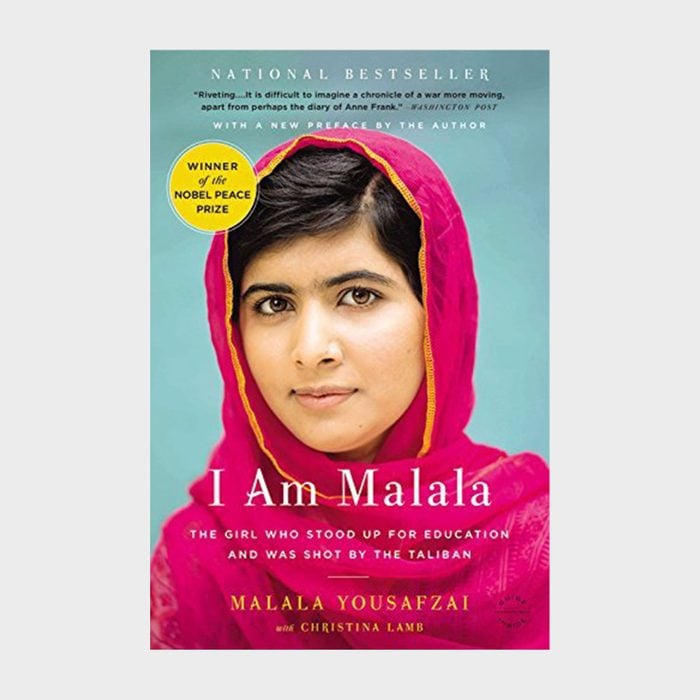 NATIONAL BESTSELLER
"Riveting....It is difficult to imagine a chronicle of a war more moving,
apart from perhaps the diary of Anne Frank." —WASHINGTON POST
WITH A NEW PREFACE BY THE AUTHOR
WINNER
of the
NOBEL PEACE
PRIZE
I Am Malala
THE GIRL WHO STOOD UP FOR EDUCATION
AND WAS SHOT BY THE TALIBAN
MALALA YOUSAFZAI
with CHRISTINA LAMB
GUIDE
INSIDE